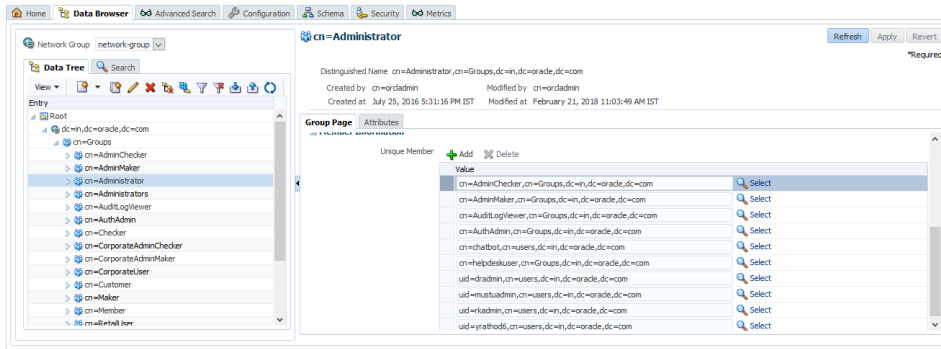 Home Data Browser Advanced Search Configuration Schema Security Metrics
Network Group network-group
Data Tree Search
View
Entry
Root
dc=in,dc=oracle,dc=com
cn=Groups
cn=AdminChecker
cn=AdminMaker
cn=Administrator
cn=Administrators
cn=AuditLogViewer
cn=AuthAdmin
cn=Checker
cn=CorporateAdminChecker
cn=CorporateAdminMaker
cn=CorporateUser
cn=Customer
cn=Maker
cn=Member
cn=RetailUser
cn=Administrator
Refresh Apply Revert
*Required
Distinguished Name cn=Administrator,cn=Groups,dc=in,dc=oracle,dc=com
Created by cn=orcladmin Modified by cn=orcladmin
Created at July 25, 2016 5:31:16 PM IST Modified at February 21, 2018 11:03:49 AM IST
Group Page Attributes
Member Information
Unique Member Add Delete
Value
cn=AdminChecker,cn=Groups,dc=in,dc=oracle,dc=com Select
cn=AdminMaker,cn=Groups,dc=in,dc=oracle,dc=com Select
cn=AuditLogViewer,cn=Groups,dc=in,dc=oracle,dc=com Select
cn=AuthAdmin,cn=Groups,dc=in,dc=oracle,dc=com Select
cn=chatbot,cn=users,dc=in,dc=oracle,dc=com Select
cn=helpdeskuser,cn=Groups,dc=in,dc=oracle,dc=com Select
uid=dradmin,cn=users,dc=in,dc=oracle,dc=com Select
uid=mustuadmin,cn=users,dc=in,dc=oracle,dc=com Select
uid=rkadmin,cn=users,dc=in,dc=oracle,dc=com Select
uid=yrathod6,cn=users,dc=in,dc=oracle,dc=com Select